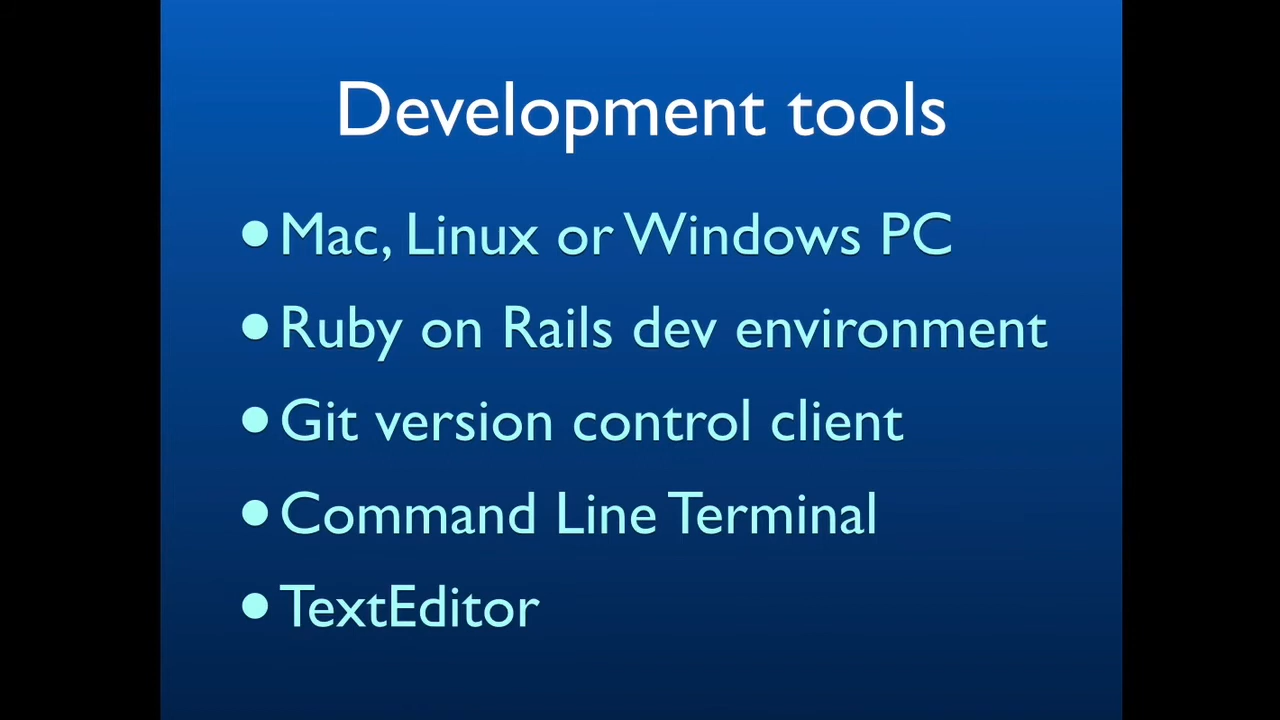 Development tools
•Mac, Linux or Windows PC
•Ruby on Rails dev environment
•Git version control client
•Command Line Terminal
•TextEditor